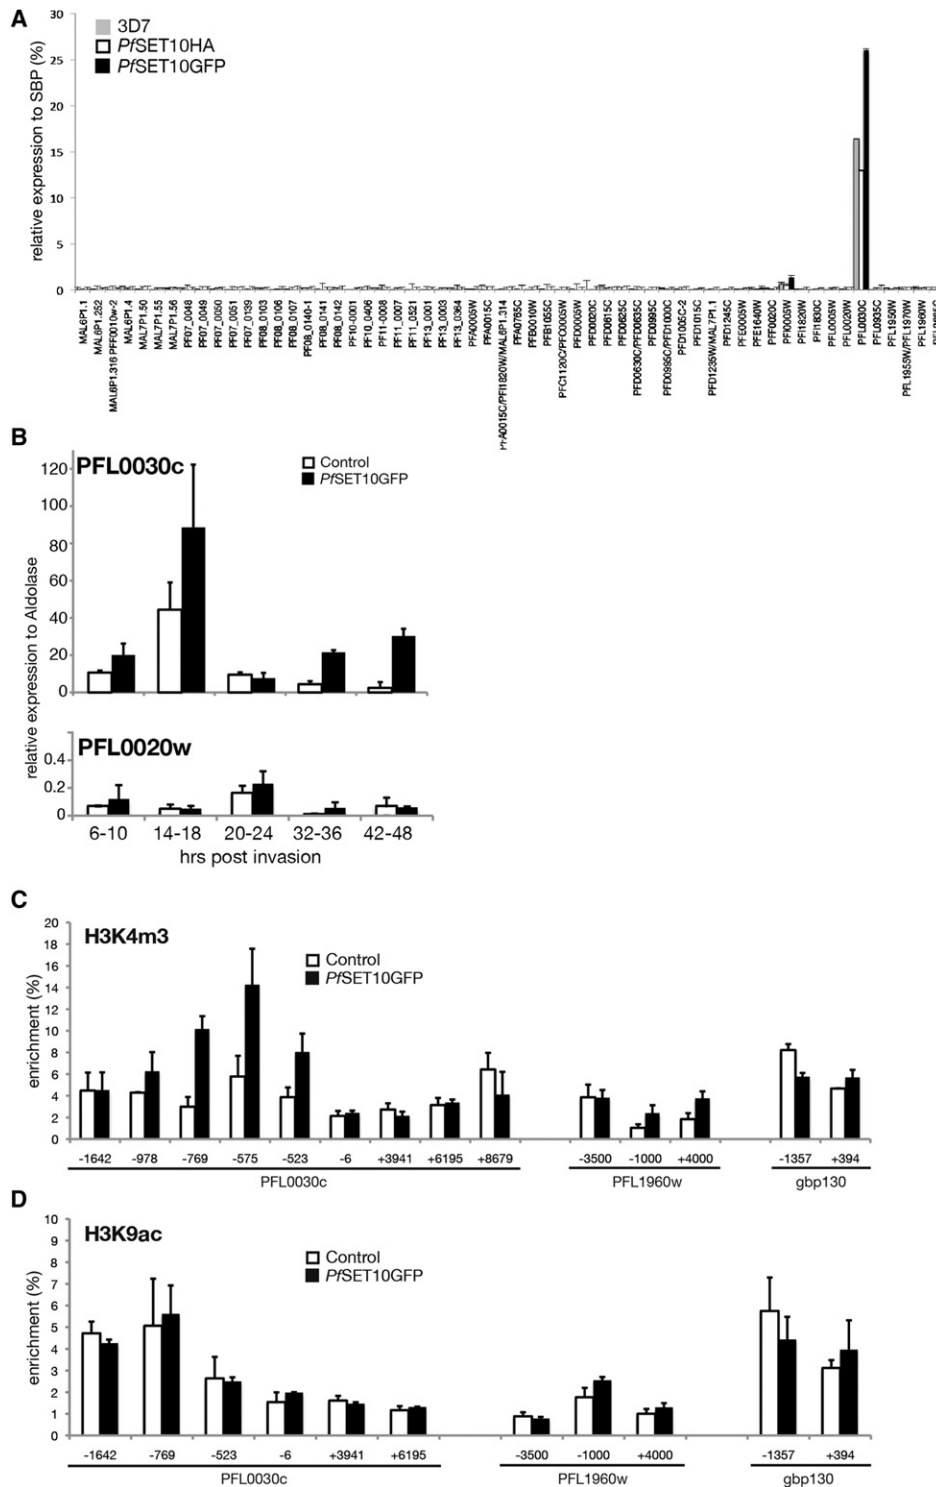 A
30
25
20
15
10
5
0
relative expression to SBP (%)
3D7
PfSET10HA
PfSET10GFP
MAL6P1.1
MAL6P1.252
MAL6P1.316 PFF0010w-2
MAL6P1.4
MAL7P1.50
MAL7P1.55
MAL7P1.56
PF07_0048
PF07_0049
PF07_0050
PF07_0051
PF07_0139
PF08_0103
PF08_0106
PF08_0107
PF08_0140-1
PF08_0141
PF08_0142
PF10-0001
PF10_0406
PF11-0008
PF11_0007
PF11_0521
PF13_0001
PF13_0003
PF13_0364
PFA0005W
PFA0015C
PFA0015C/PFI1820W/MAL6P1.314
PFA0765C
PFB0010W
PFB1055C
PFC1120C/PFC0005W
PFD0005W
PFD0020C
PFD0615C
PFD0625C
PFD0630C/PFD0635C
PFD0995C
PFD0995C/PFD1000C
PFD1005C-2
PFD1015C
PFD1235W/MAL7P1.1
PFD1245C
PFE0005W
PFE1640W
PFF0020C
PFI0005W
PFI1820W
PFI1830C
PFL0005W
PFL0020W
PFL0030C
PFL0935C
PFL1950W
PFL1955W/PFL1970W
PFL1960W
B
PFL0030c
Control
PfSET10GFP
120
100
80
60
40
20
0
relative expression to Aldolase
PFL0020w
0.4
0.2
0
6-10 14-18 20-24 32-36 42-48
hrs post invasion
C
H3K4m3
Control
PfSET10GFP
20
18
16
14
12
10
8
6
4
2
0
enrichment (%)
-1642 -978 -769 -575 -523 -6 +3941 +6195 +8679 -3500 -1000 +4000 -1357 +394
PFL0030c PFL1960w gbp130
D
H3K9ac
Control
PfSET10GFP
10
9
8
7
6
5
4
3
2
1
0
enrichment (%)
-1642 -769 -523 -6 +3941 +6195 -3500 -1000 +4000 -1357 +394
PFL0030c PFL1960w gbp130